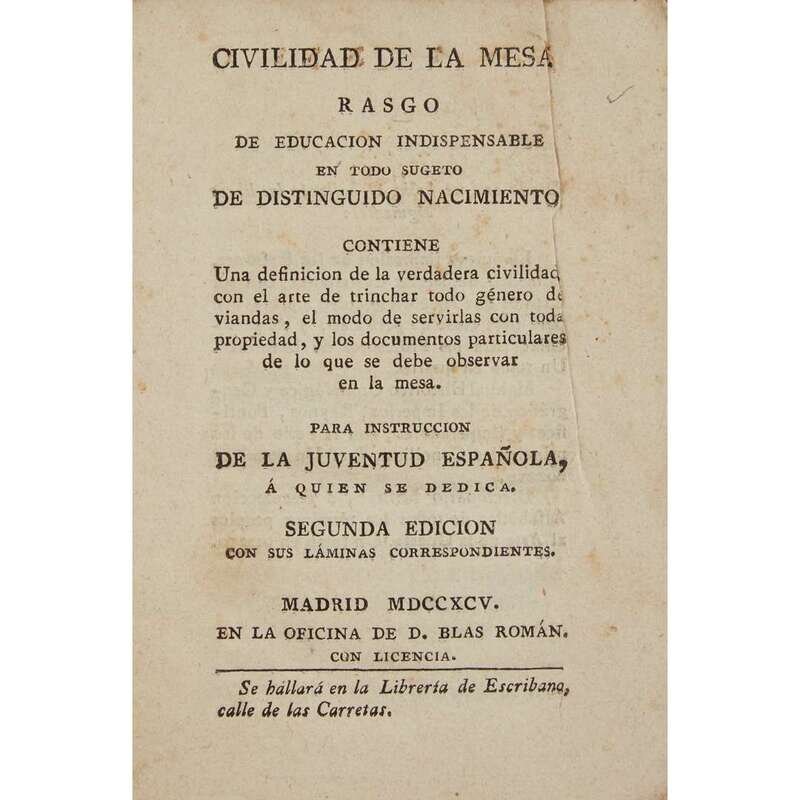 CIVILIDAD DE LA MESA
RASGO
DE EDUCACION INDISPENSABLE
EN TODO SUGETO
DE DISTINGUIDO NACIMIENTO
CONTIENE
Una definicion de la verdadera civilidad
con el arte de trinchar todo género de
viandas, el modo de servirlas con toda
propiedad, y los documentos particulares
de lo que se debe observar
en la mesa.
PARA INSTRUCCION
DE LA JUVENTUD ESPAÑOLA,
Á QUIEN SE DEDICA.
SEGUNDA EDICION
CON SUS LÁMINAS CORRESPONDIENTES.
MADRID MDCCXCV.
EN LA OFICINA DE D. BLAS ROMÁN.
CON LICENCIA.
Se hallará en la Librería de Escribano,
calle de las Carretas.